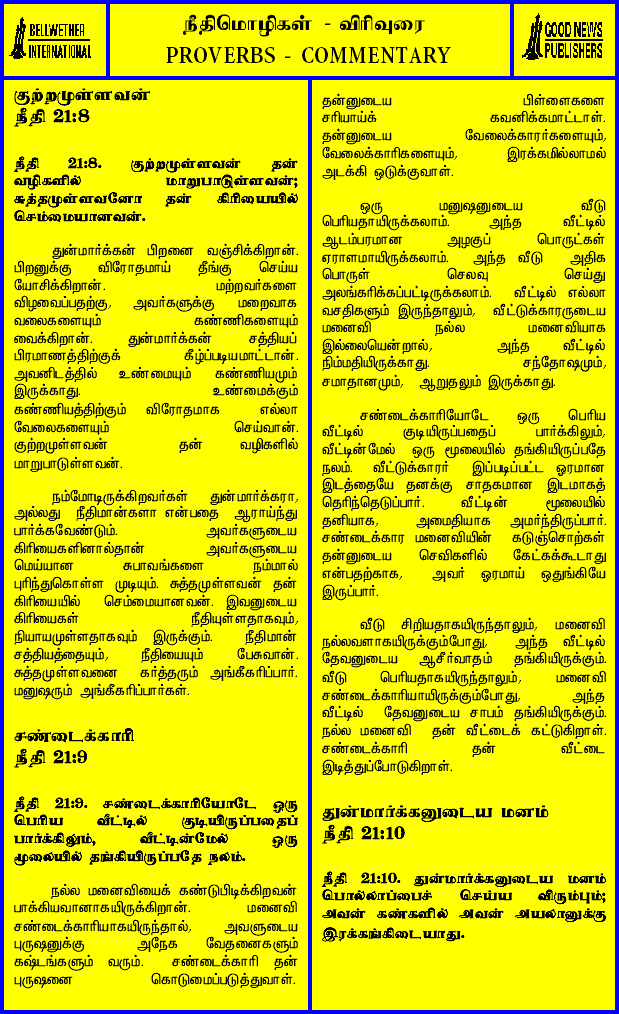 BELLWETHER
INTERNATIONAL
நீதிமொழிகள் - விரிவுரை
PROVERBS - COMMENTARY
GOOD NEWS
PUBLISHERS
குற்றமுள்ளவன்
நீதி 21:8
நீதி 21:8. குற்றமுள்ளவன் தன்
வழிகளில் மாறுபாடுள்ளவன்;
சுத்தமுள்ளவனோ தன் கிரியையில்
செம்மையானவன்.
துன்மார்க்கன் பிறனை வஞ்சிக்கிறான்.
பிறனுக்கு விரோதமாய் தீங்கு செய்ய
யோசிக்கிறான். மற்றவர்களை
விழவைப்பதற்கு, அவர்களுக்கு மறைவாக
வலைகளையும் கண்ணிகளையும்
வைக்கிறான். துன்மார்க்கன் சத்தியப்
பிரமாணத்திற்குக் கீழ்ப்படியமாட்டான்.
அவனிடத்தில் உண்மையும் கண்ணியமும்
இருக்காது. உண்மைக்கும்
கண்ணியத்திற்கும் விரோதமாக எல்லா
வேலைகளையும் செய்வான்.
குற்றமுள்ளவன் தன் வழிகளில்
மாறுபாடுள்ளவன்.
நம்மோடிருக்கிறவர்கள் துன்மார்க்கரா,
அல்லது நீதிமான்களா என்பதை ஆராய்ந்து
பார்க்கவேண்டும். அவர்களுடைய
கிரியைகளினால்தான் அவர்களுடைய
மெய்யான சுபாவங்களை நம்மால்
புரிந்துகொள்ள முடியும். சுத்தமுள்ளவன் தன்
கிரியையில் செம்மையானவன். இவனுடைய
கிரியைகள் நீதியுள்ளதாகவும்,
நியாயமுள்ளதாகவும் இருக்கும். நீதிமான்
சத்தியத்தையும், நீதியையும் பேசுவான்.
சுத்தமுள்ளவனை கர்த்தரும் அங்கீகரிப்பார்.
மனுஷரும் அங்கீகரிப்பார்கள்.
சண்டைக்காரி
நீதி 21:9
நீதி 21:9. சண்டைக்காரியோடே ஒரு
பெரிய வீட்டில் குடியிருப்பதைப்
பார்க்கிலும், வீட்டின்மேல் ஒரு
மூலையில் தங்கியிருப்பதே நலம்.
நல்ல மனைவியைக் கண்டுபிடிக்கிறவன்
பாக்கியவானாகயிருக்கிறான். மனைவி
சண்டைக்காரியாகயிருந்தால், அவளுடைய
புருஷனுக்கு அநேக வேதனைகளும்
கஷ்டங்களும் வரும். சண்டைக்காரி தன்
புருஷனை கொடுமைப்படுத்துவாள்.
தன்னுடைய பிள்ளைகளை
சரியாய்க் கவனிக்கமாட்டாள்.
தன்னுடைய வேலைக்காரர்களையும்,
வேலைக்காரிகளையும், இரக்கமில்லாமல்
அடக்கி ஒடுக்குவாள்.
ஒரு மனுஷனுடைய வீடு
பெரியதாயிருக்கலாம். அந்த வீட்டில்
ஆடம்பரமான அழகுப் பொருட்கள்
ஏராளமாயிருக்கலாம். அந்த வீடு அதிக
பொருள் செலவு செய்து
அலங்கரிக்கப்பட்டிருக்கலாம். வீட்டில் எல்லா
வசதிகளும் இருந்தாலும், வீட்டுக்காரருடைய
மனைவி நல்ல மனைவியாக
இல்லையென்றால், அந்த வீட்டில்
நிம்மதியிருக்காது. சந்தோஷமும்,
சமாதானமும், ஆறுதலும் இருக்காது.
சண்டைக்காரியோடே ஒரு பெரிய
வீட்டில் குடியிருப்பதைப் பார்க்கிலும்,
வீட்டின்மேல் ஒரு மூலையில் தங்கியிருப்பதே
நலம். வீட்டுக்காரர் இப்படிப்பட்ட ஓரமான
இடத்தையே தனக்கு சாதகமான இடமாகத்
தெரிந்தெடுப்பார். வீட்டின் மூலையில்
தனியாக, அமைதியாக அமர்ந்திருப்பார்.
சண்டைக்கார மனைவியின் கடுஞ்சொற்கள்
தன்னுடைய செவிகளில் கேட்கக்கூடாது
என்பதற்காக, அவர் ஓரமாய் ஒதுங்கியே
இருப்பார்.
வீடு சிறியதாகயிருந்தாலும், மனைவி
நல்லவளாகயிருக்கும்போது, அந்த வீட்டில்
தேவனுடைய ஆசீர்வாதம் தங்கியிருக்கும்.
வீடு பெரியதாகயிருந்தாலும், மனைவி
சண்டைக்காரியாயிருக்கும்போது, அந்த
வீட்டில் தேவனுடைய சாபம் தங்கியிருக்கும்.
நல்ல மனைவி தன் வீட்டைக் கட்டுகிறாள்.
சண்டைக்காரி தன் வீட்டை
இடித்துப்போடுகிறாள்.
துன்மார்க்கனுடைய மனம்
நீதி 21:10
நீதி 21:10. துன்மார்க்கனுடைய மனம்
பொல்லாப்பைச் செய்ய விரும்பும்;
அவன் கண்களில் அவன் அயலானுக்கு
இரக்கங்கிடையாது.